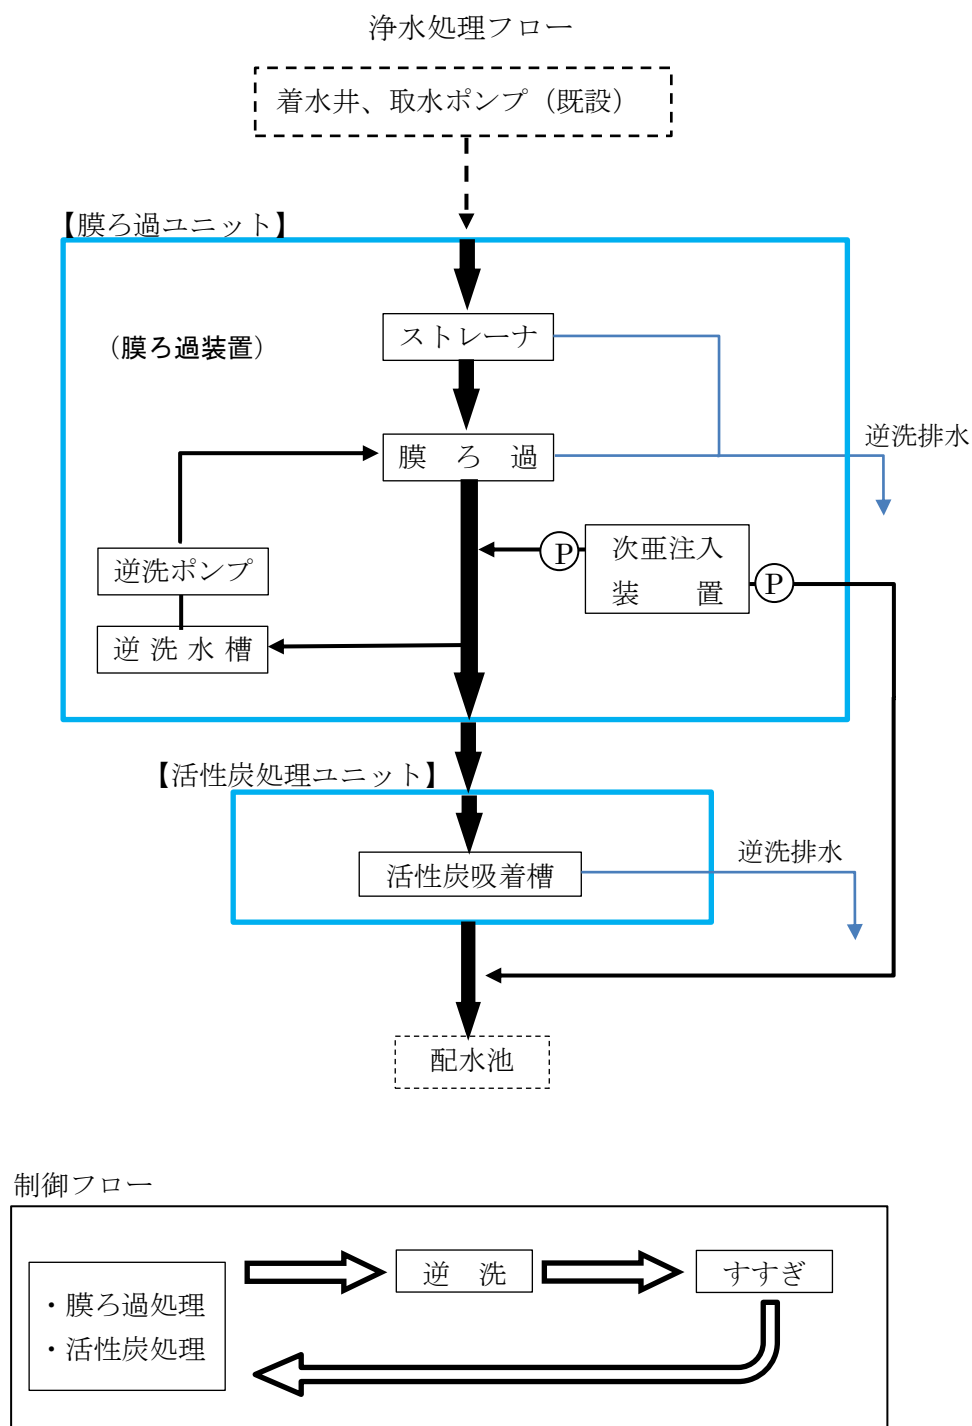 浄水処理フロー
着水井、取水ポンプ（既設）
【膜ろ過ユニット】
ストレーナ
（膜ろ過装置）
逆洗排水
膜　ろ　過
次亜注入
装　　置
P
P
逆洗ポンプ
逆 洗 水 槽
【活性炭処理ユニット】
逆洗排水
活性炭吸着槽
配水池
制御フロー
逆　洗
すすぎ
・膜ろ過処理
・活性炭処理